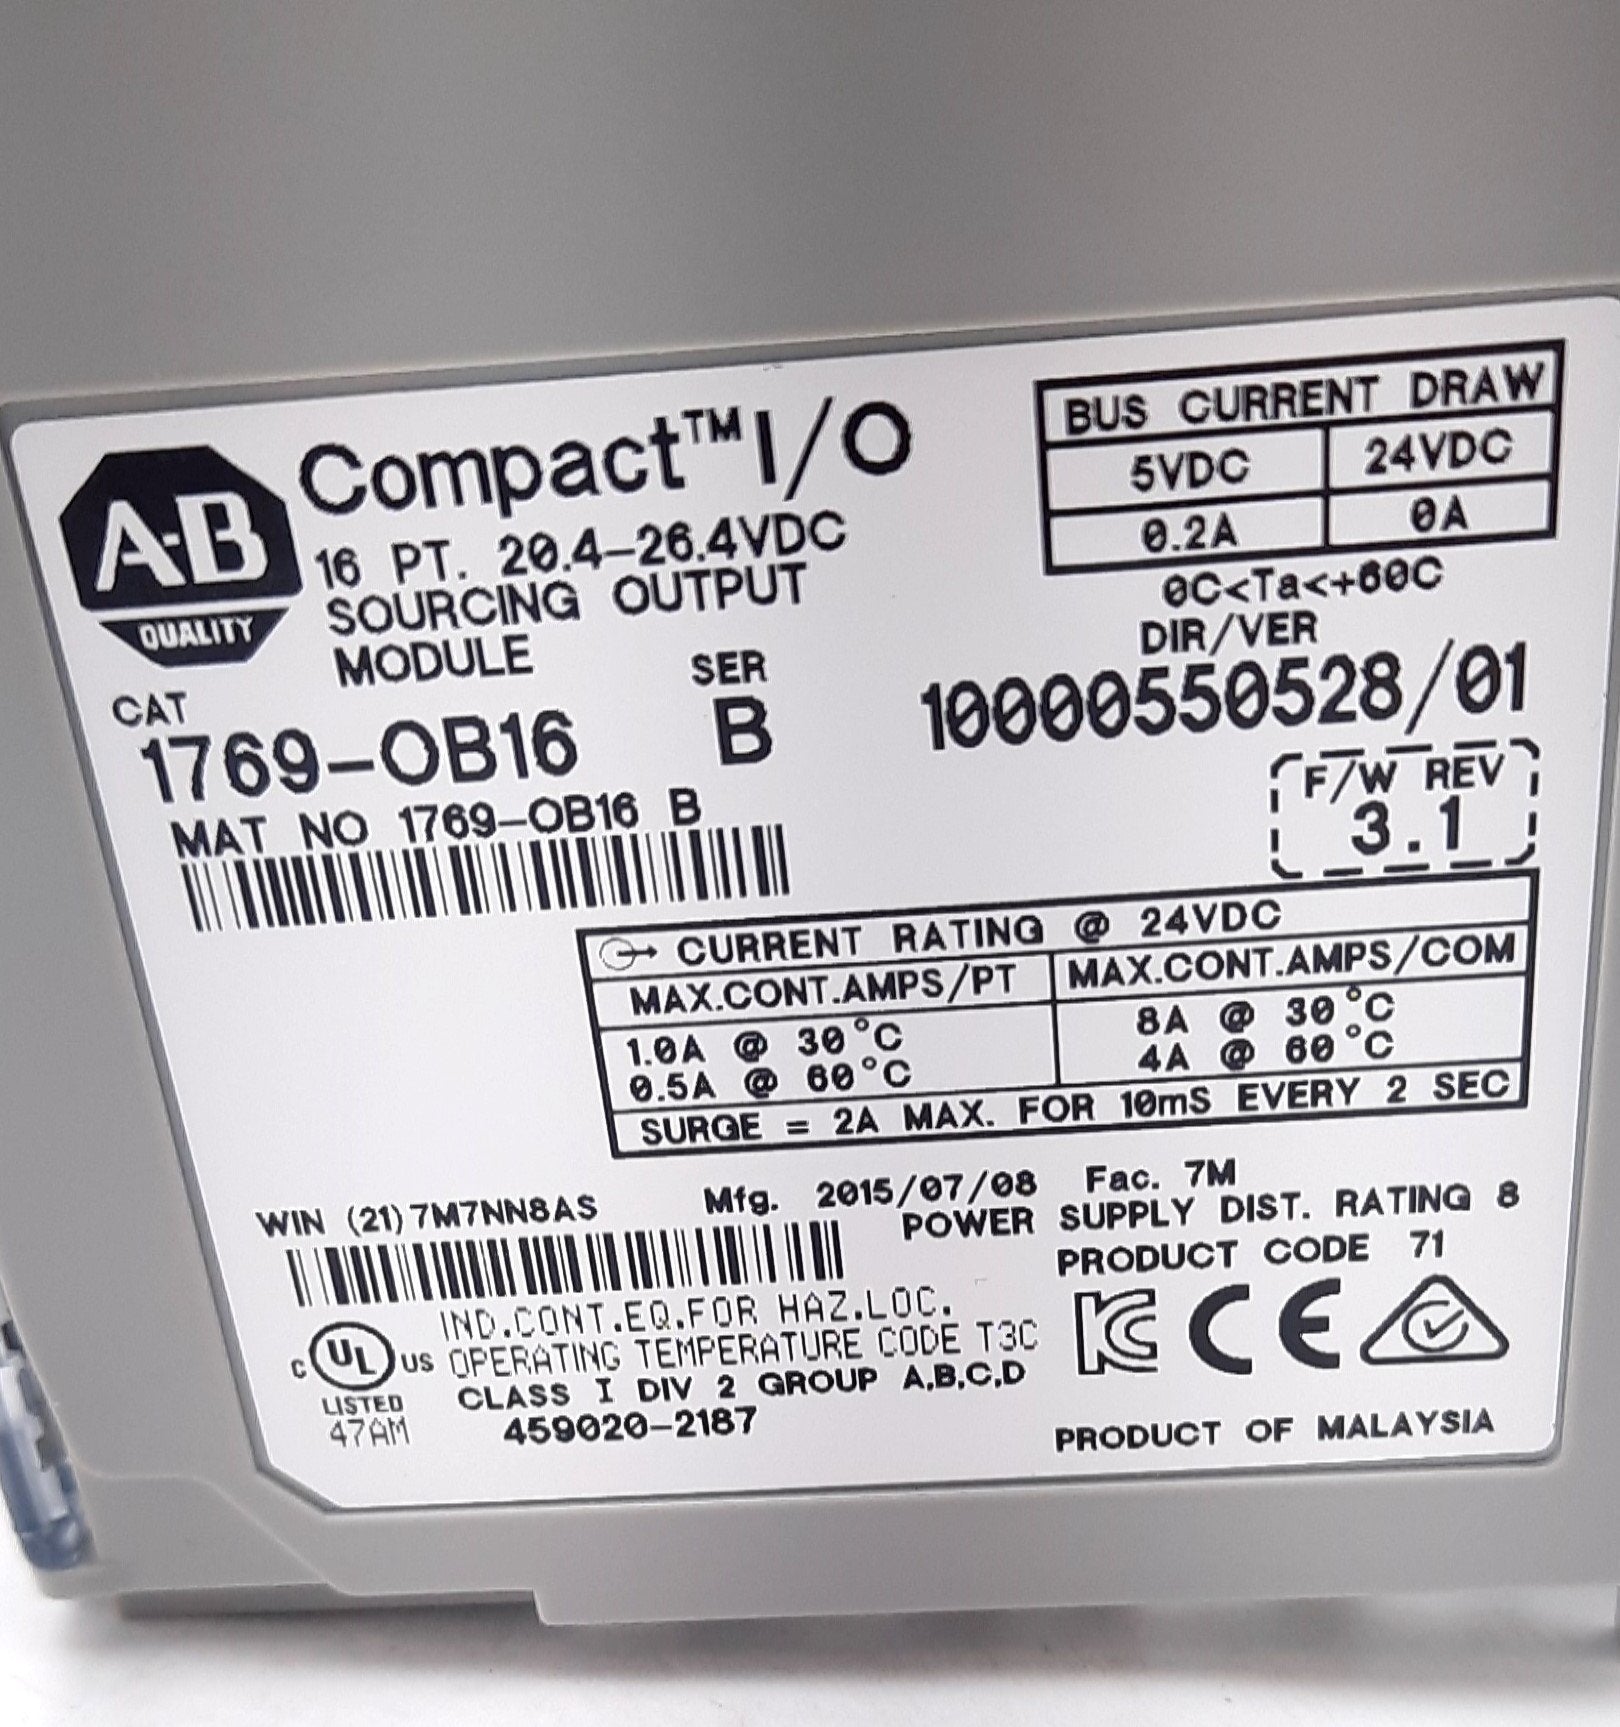 A-B
QUALITY
Compact™ I/O
16 PT. 20.4-26.4VDC
SOURCING OUTPUT
MODULE
BUS CURRENT DRAW
5VDC 24VDC
0.2A 0A
0C<Ta<+60C
DIR/VER
10000550528/01
CAT
1769-OB16
SER
B
MAT NO 1769-OB16 B
F/W REV
3.1
CURRENT RATING @ 24VDC
MAX.CONT.AMPS/PT MAX.CONT.AMPS/COM
1.0A @ 30°C 8A @ 30°C
0.5A @ 60°C 4A @ 60°C
SURGE = 2A MAX. FOR 10mS EVERY 2 SEC
WIN (21)7M7NN8AS
Mfg. 2015/07/08 Fac. 7M
POWER SUPPLY DIST. RATING 8
PRODUCT CODE 71
IND.CONT.EQ.FOR HAZ.LOC.
OPERATING TEMPERATURE CODE T3C
CLASS I DIV 2 GROUP A,B,C,D
459020-2187
C UL US
LISTED
47AM
KC CE
PRODUCT OF MALAYSIA